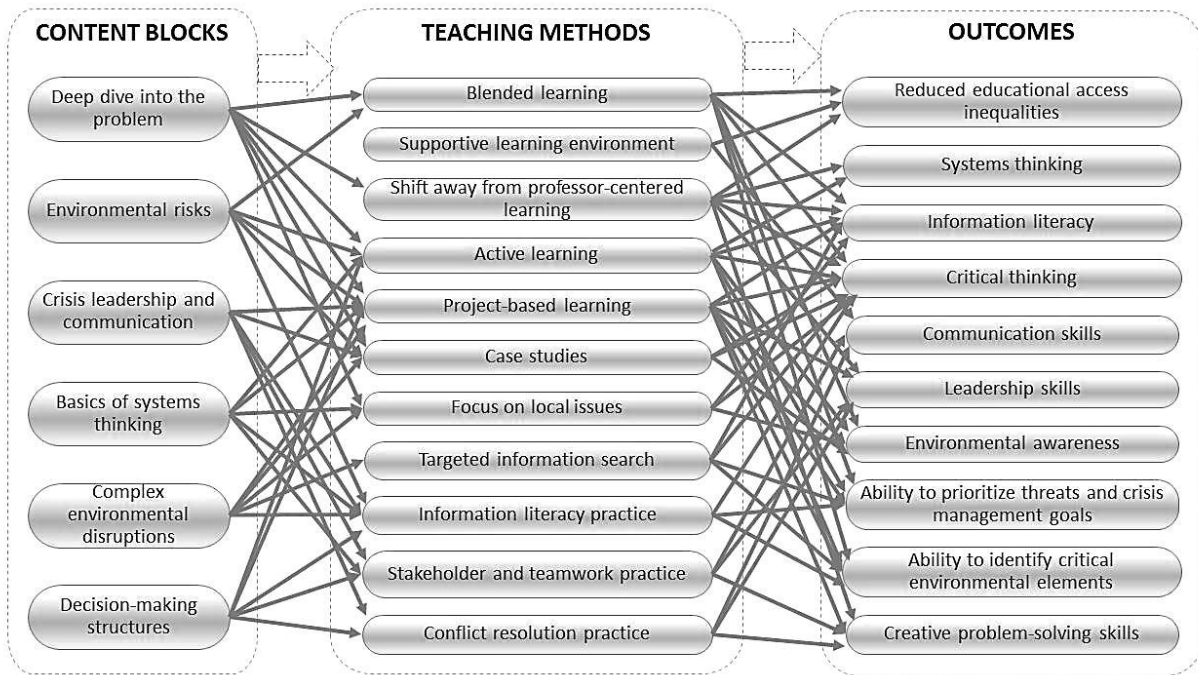 CONTENT BLOCKS
Deep dive into the
problem
Environmental risks
Crisis leadership and
communication
Basics of systems
thinking
Complex
environmental
disruptions
Decision-making
structures
TEACHING METHODS
Blended learning
Supportive learning environment
Shift away from professor-centered
learning
Active learning
Project-based learning
Case studies
Focus on local issues
Targeted information search
Information literacy practice
Stakeholder and teamwork practice
Conflict resolution practice
OUTCOMES
Reduced educational access
inequalities
Systems thinking
Information literacy
Critical thinking
Communication skills
Leadership skills
Environmental awareness
Ability to prioritize threats and crisis
management goals
Ability to identify critical
environmental elements
Creative problem-solving skills